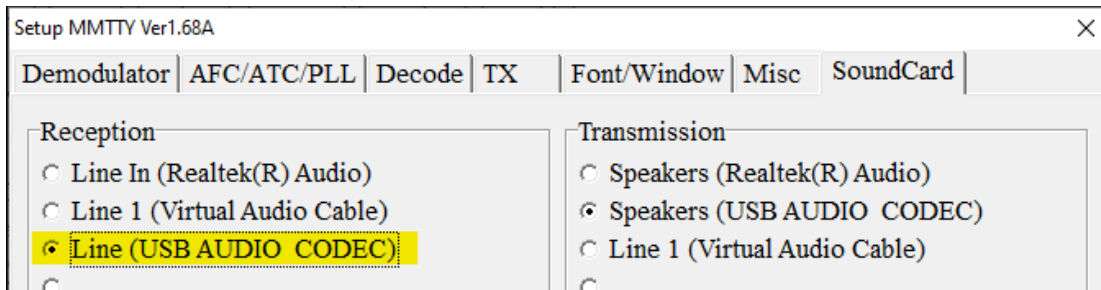 Setup MMTTY Ver1.68A
Demodulator AFC/ATC/PLL Decode TX Font/Window Misc SoundCard
Reception
Line In (Realtek(R) Audio)
Line 1 (Virtual Audio Cable)
Line (USB AUDIO  CODEC)
Transmission
Speakers (Realtek(R) Audio)
Speakers (USB AUDIO  CODEC)
Line 1 (Virtual Audio Cable)